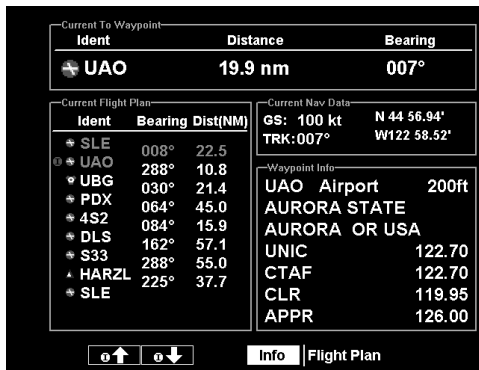 Current To Waypoint
Ident Distance Bearing
UAO 19.9 nm 007°
Current Flight Plan
Ident Bearing Dist(NM)
SLE
008° 22.5
UAO
288° 10.8
UBG
030° 21.4
PDX
064° 45.0
4S2
084° 15.9
DLS
162° 57.1
S33
288° 55.0
HARZL
225° 37.7
SLE
Current Nav Data
GS: 100 kt N 44 56.94'
TRK:007° W122 58.52'
Waypoint Info
UAO Airport 200ft
AURORA STATE
AURORA OR USA
UNIC 122.70
CTAF 122.70
CLR 119.95
APPR 126.00
Info Flight Plan